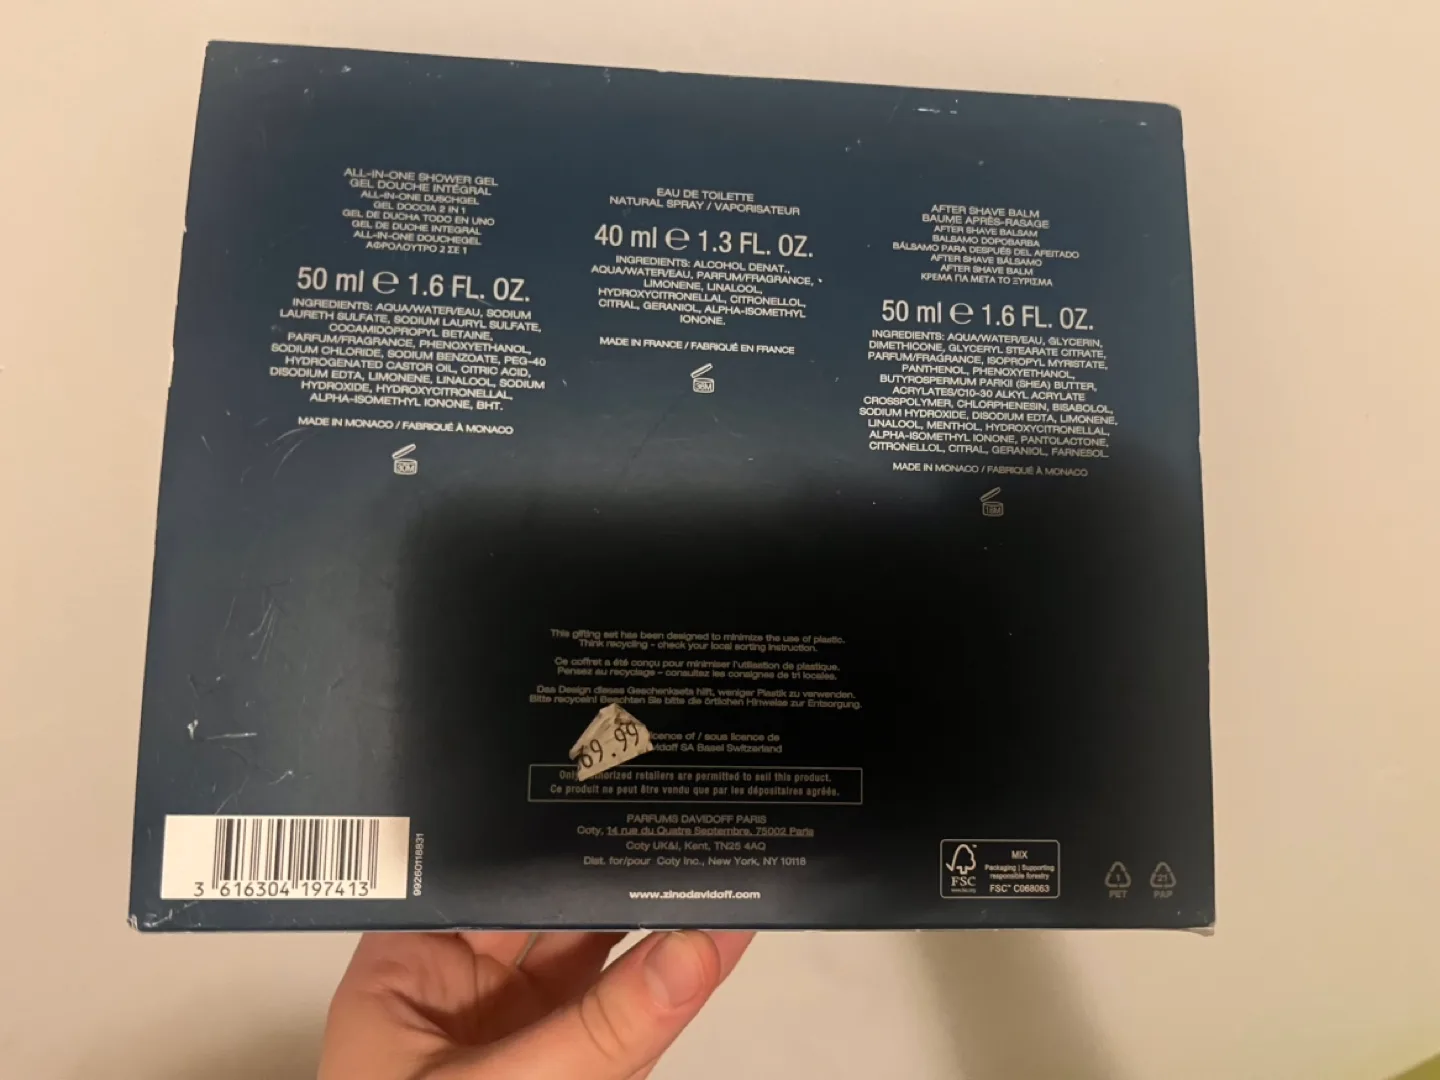 ALL-IN-ONE SHOWER GEL
GEL DOUCHE INTÉGRAL
ALL-IN-ONE DUSCHGEL
GEL DOCCIA 2 IN 1
GEL DE DUCHA TODO EN UNO
GEL DE DUCHE INTEGRAL
ALL-IN-ONE DOUCHEGEL
ΑΦΡΟΛΟΥΤΡΟ 2 ΣΕ 1
50 ml ℮ 1.6 FL. OZ.
INGREDIENTS: AQUA/WATER/EAU, SODIUM
LAURETH SULFATE, SODIUM LAURYL SULFATE,
COCAMIDOPROPYL BETAINE,
PARFUM/FRAGRANCE, PHENOXYETHANOL,
SODIUM CHLORIDE, SODIUM BENZOATE, PEG-40
HYDROGENATED CASTOR OIL, CITRIC ACID,
DISODIUM EDTA, LIMONENE, LINALOOL, SODIUM
HYDROXIDE, HYDROXYCITRONELLAL,
ALPHA-ISOMETHYL IONONE, BHT.
MADE IN MONACO / FABRIQUÉ À MONACO
30M
EAU DE TOILETTE
NATURAL SPRAY / VAPORISATEUR
40 ml ℮ 1.3 FL. OZ.
INGREDIENTS: ALCOHOL DENAT.,
AQUA/WATER/EAU, PARFUM/FRAGRANCE,
LIMONENE, LINALOOL,
HYDROXYCITRONELLAL, CITRONELLOL,
CITRAL, GERANIOL, ALPHA-ISOMETHYL
IONONE.
MADE IN FRANCE / FABRIQUÉ EN FRANCE
36M
AFTER SHAVE BALM
BAUME APRÈS-RASAGE
AFTER SHAVE BALSAM
BALSAMO DOPOBARBA
BÁLSAMO PARA DESPUÉS DEL AFEITADO
AFTER SHAVE BÁLSAMO
AFTER SHAVE BALM
ΚΡΕΜΑ ΓΙΑ ΜΕΤΑ ΤΟ ΞΥΡΙΣΜΑ
50 ml ℮ 1.6 FL. OZ.
INGREDIENTS: AQUA/WATER/EAU, GLYCERIN,
DIMETHICONE, GLYCERYL STEARATE CITRATE,
PARFUM/FRAGRANCE, ISOPROPYL MYRISTATE,
PANTHENOL, PHENOXYETHANOL,
BUTYROSPERMUM PARKII (SHEA) BUTTER,
ACRYLATES/C10-30 ALKYL ACRYLATE
CROSSPOLYMER, CHLORPHENESIN, BISABOLOL,
SODIUM HYDROXIDE, DISODIUM EDTA, LIMONENE,
LINALOOL, MENTHOL, HYDROXYCITRONELLAL,
ALPHA-ISOMETHYL IONONE, PANTOLACTONE,
CITRONELLOL, CITRAL, GERANIOL, FARNESOL.
MADE IN MONACO / FABRIQUÉ À MONACO
18M
This gifting set has been designed to minimize the use of plastic.
Think recycling - check your local sorting instruction.
Ce coffret a été conçu pour minimiser l'utilisation de plastique.
Pensez au recyclage – consultez les consignes de tri locales.
Das Design dieses Geschenksets hilft, weniger Plastik zu verwenden.
Bitte recyceln! Beachten Sie bitte die örtlichen Hinweise zur Entsorgung.
licence of / sous licence de
vidoff SA Basel Switzerland
69.99
Only authorized retailers are permitted to sell this product.
Ce produit ne peut être vendu que par les dépositaires agréés.
PARFUMS DAVIDOFF PARIS
Coty, 14 rue du Quatre Septembre, 75002 Paris
Coty UK&I, Kent, TN25 4AQ
Dist. for/pour Coty Inc., New York, NY 10118
www.zinodavidoff.com
3 616304 197413
99260118831
FSC
MIX
Packaging | Supporting
responsible forestry
FSC™ C068063
1
PET
21
PAP